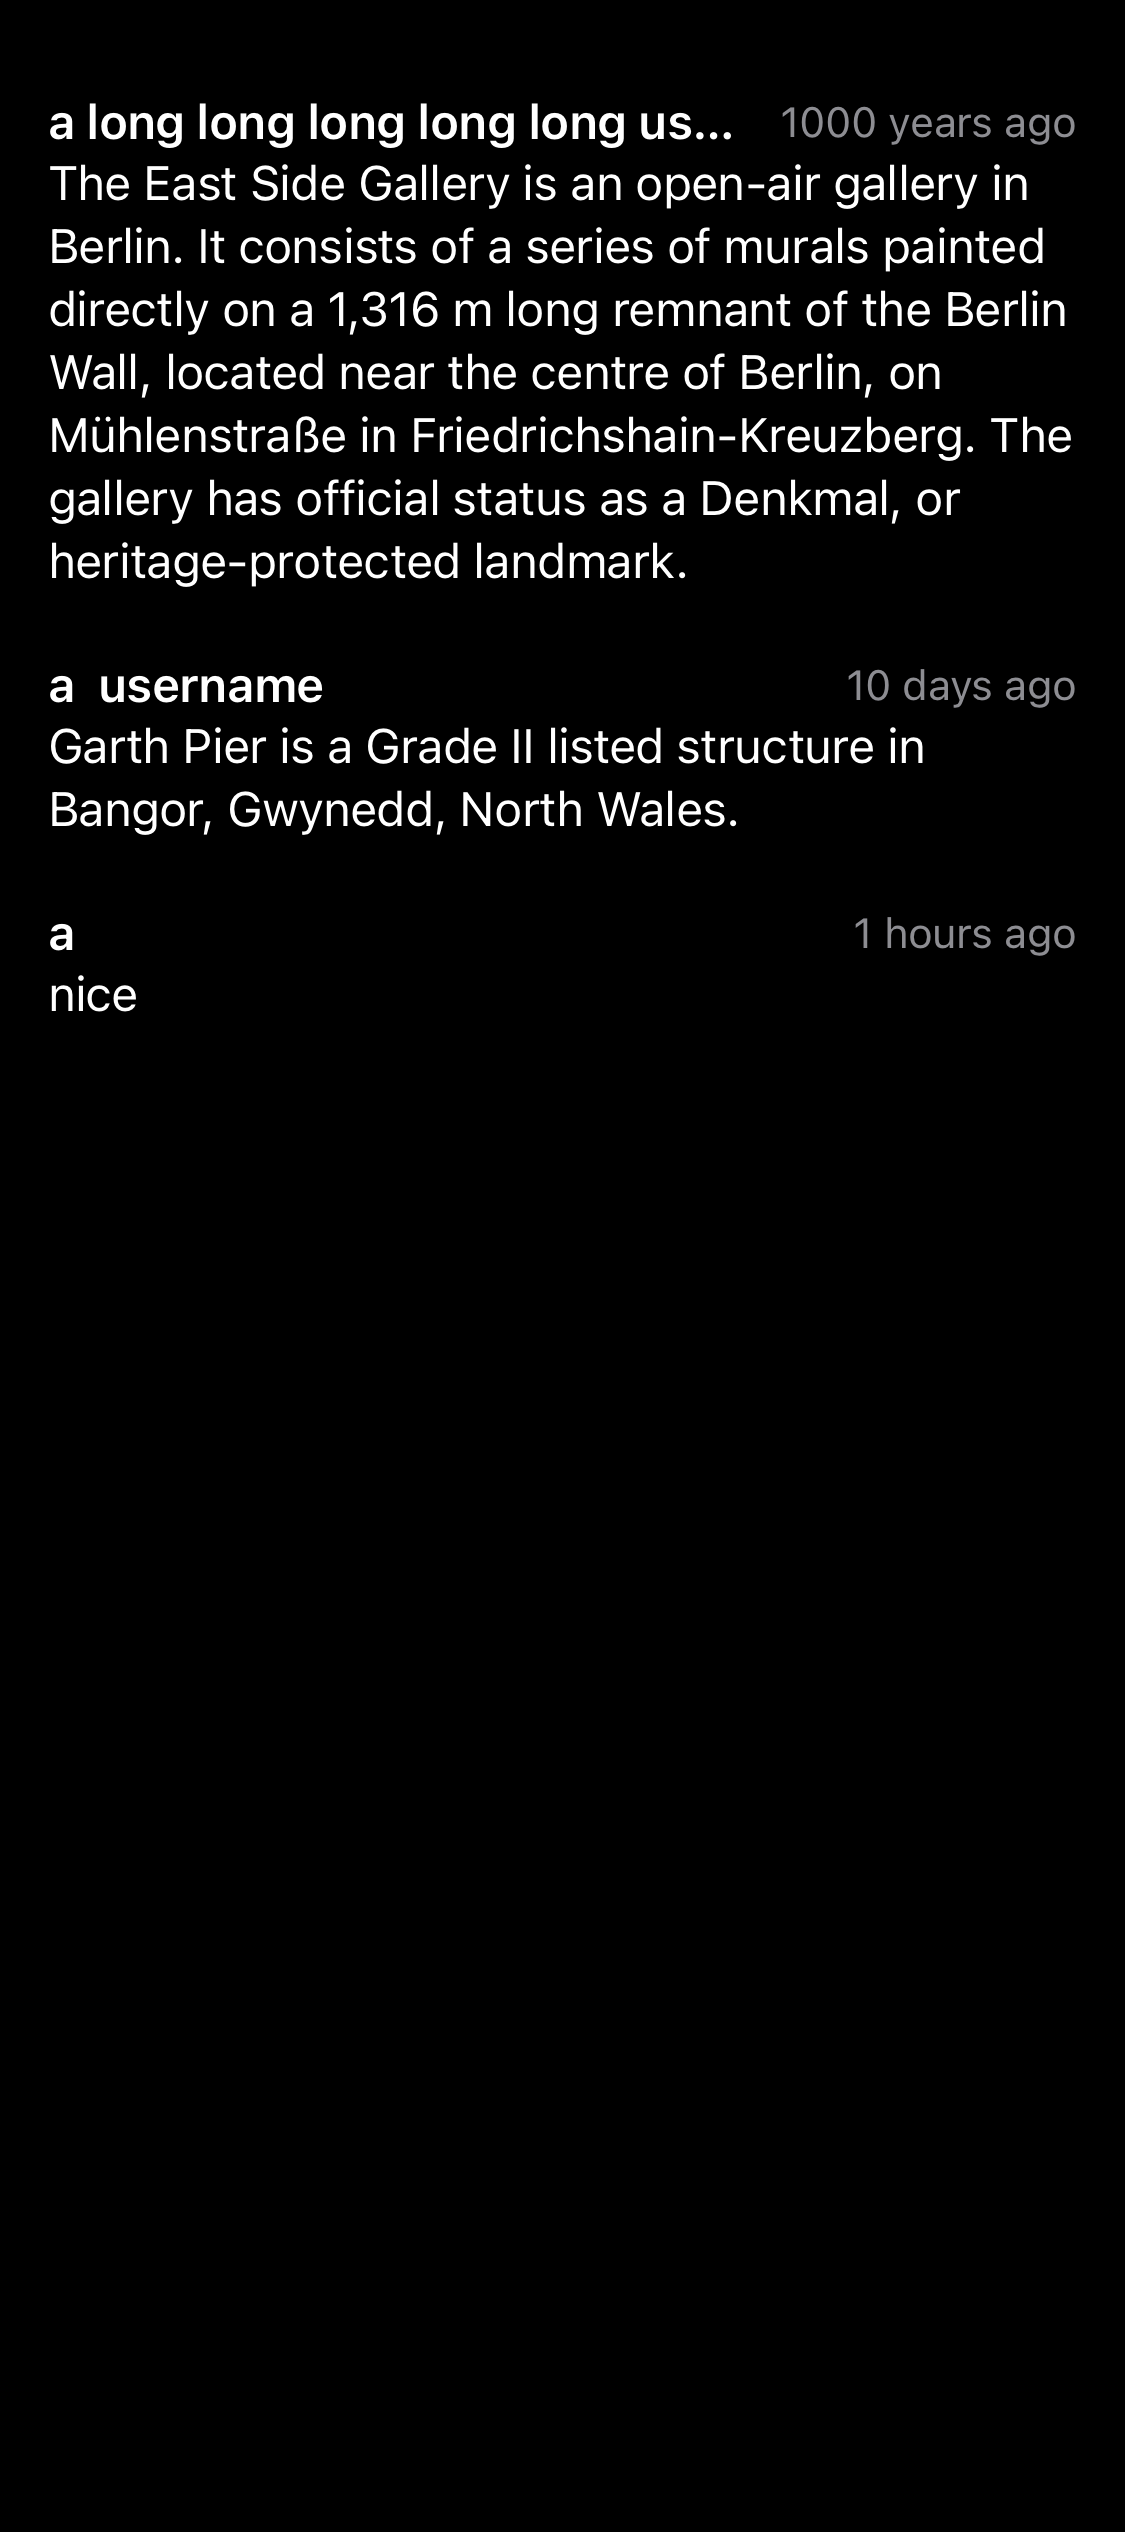 a long long long long long us... 1000 years ago
The East Side Gallery is an open-air gallery in
Berlin. It consists of a series of murals painted
directly on a 1,316 m long remnant of the Berlin
Wall, located near the centre of Berlin, on
Mühlenstraße in Friedrichshain-Kreuzberg. The
gallery has official status as a Denkmal, or
heritage-protected landmark.
a  username 10 days ago
Garth Pier is a Grade II listed structure in
Bangor, Gwynedd, North Wales.
a 1 hours ago
nice